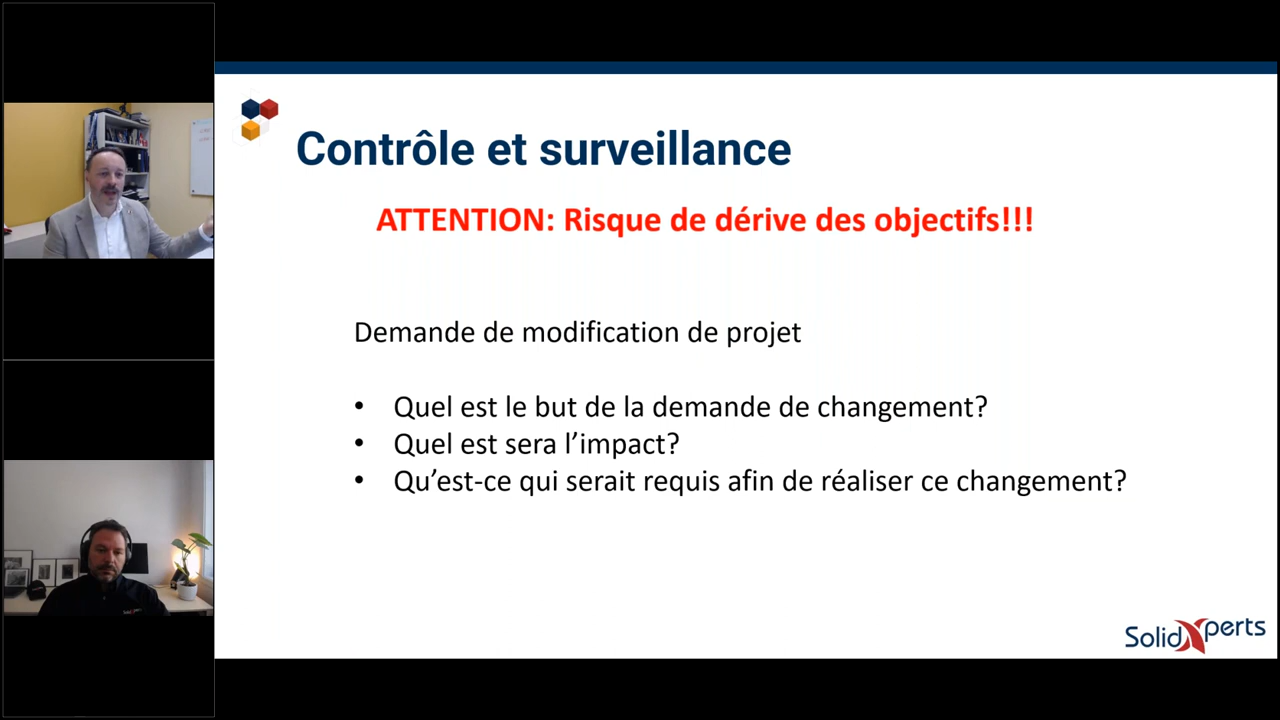 Contrôle et surveillance
ATTENTION: Risque de dérive des objectifs!!!
Demande de modification de projet
• Quel est le but de la demande de changement?
• Quel est sera l’impact?
• Qu’est-ce qui serait requis afin de réaliser ce changement?
SolidXperts